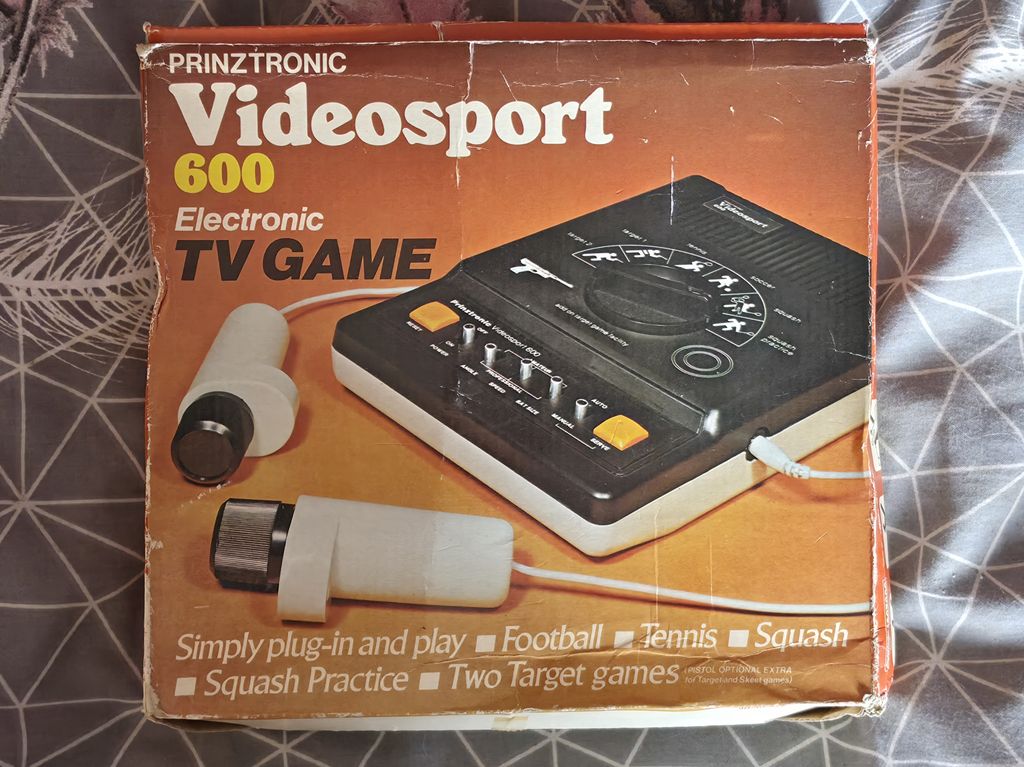 PRINZTRONIC
Videosport
600
Electronic
TV GAME
Videosport
target 2
target 1
tennis
soccer
squash
squash practice
add on target game facility
Prinztronic Videosport 600
RESET
ON
OFF
POWER
ANGLE
PROFESSIONAL
SPEED
BAT SIZE
AUTO
MANUAL
SERVE
Simply plug-in and play ■ Football ■ Tennis ■ Squash
■ Squash Practice ■ Two Target games (PISTOL OPTIONAL EXTRA
for Target and Skeet games)